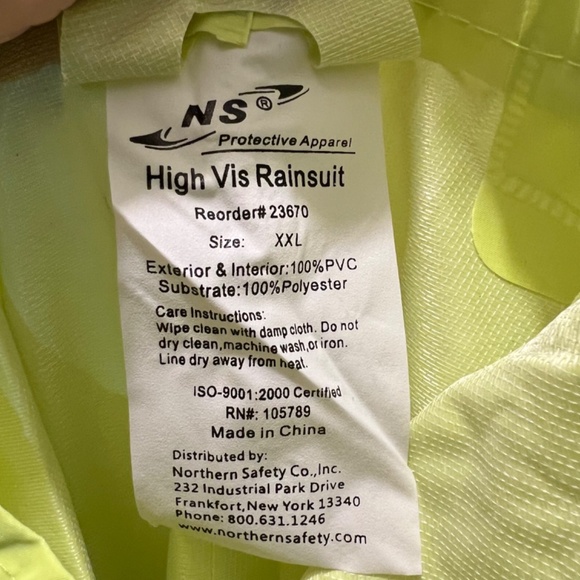 NS®
Protective Apparel
High Vis Rainsuit
Reorder# 23670
Size: XXL
Exterior & Interior:100%PVC
Substrate:100%Polyester
Care Instructions:
Wipe clean with damp cloth. Do not
dry clean,machine wash,or iron.
Line dry away from heat.
ISO-9001:2000 Certified
RN#: 105789
Made in China
Distributed by:
Northern Safety Co.,Inc.
232 Industrial Park Drive
Frankfort,New York 13340
Phone: 800.631.1246
www.northernsafety.com